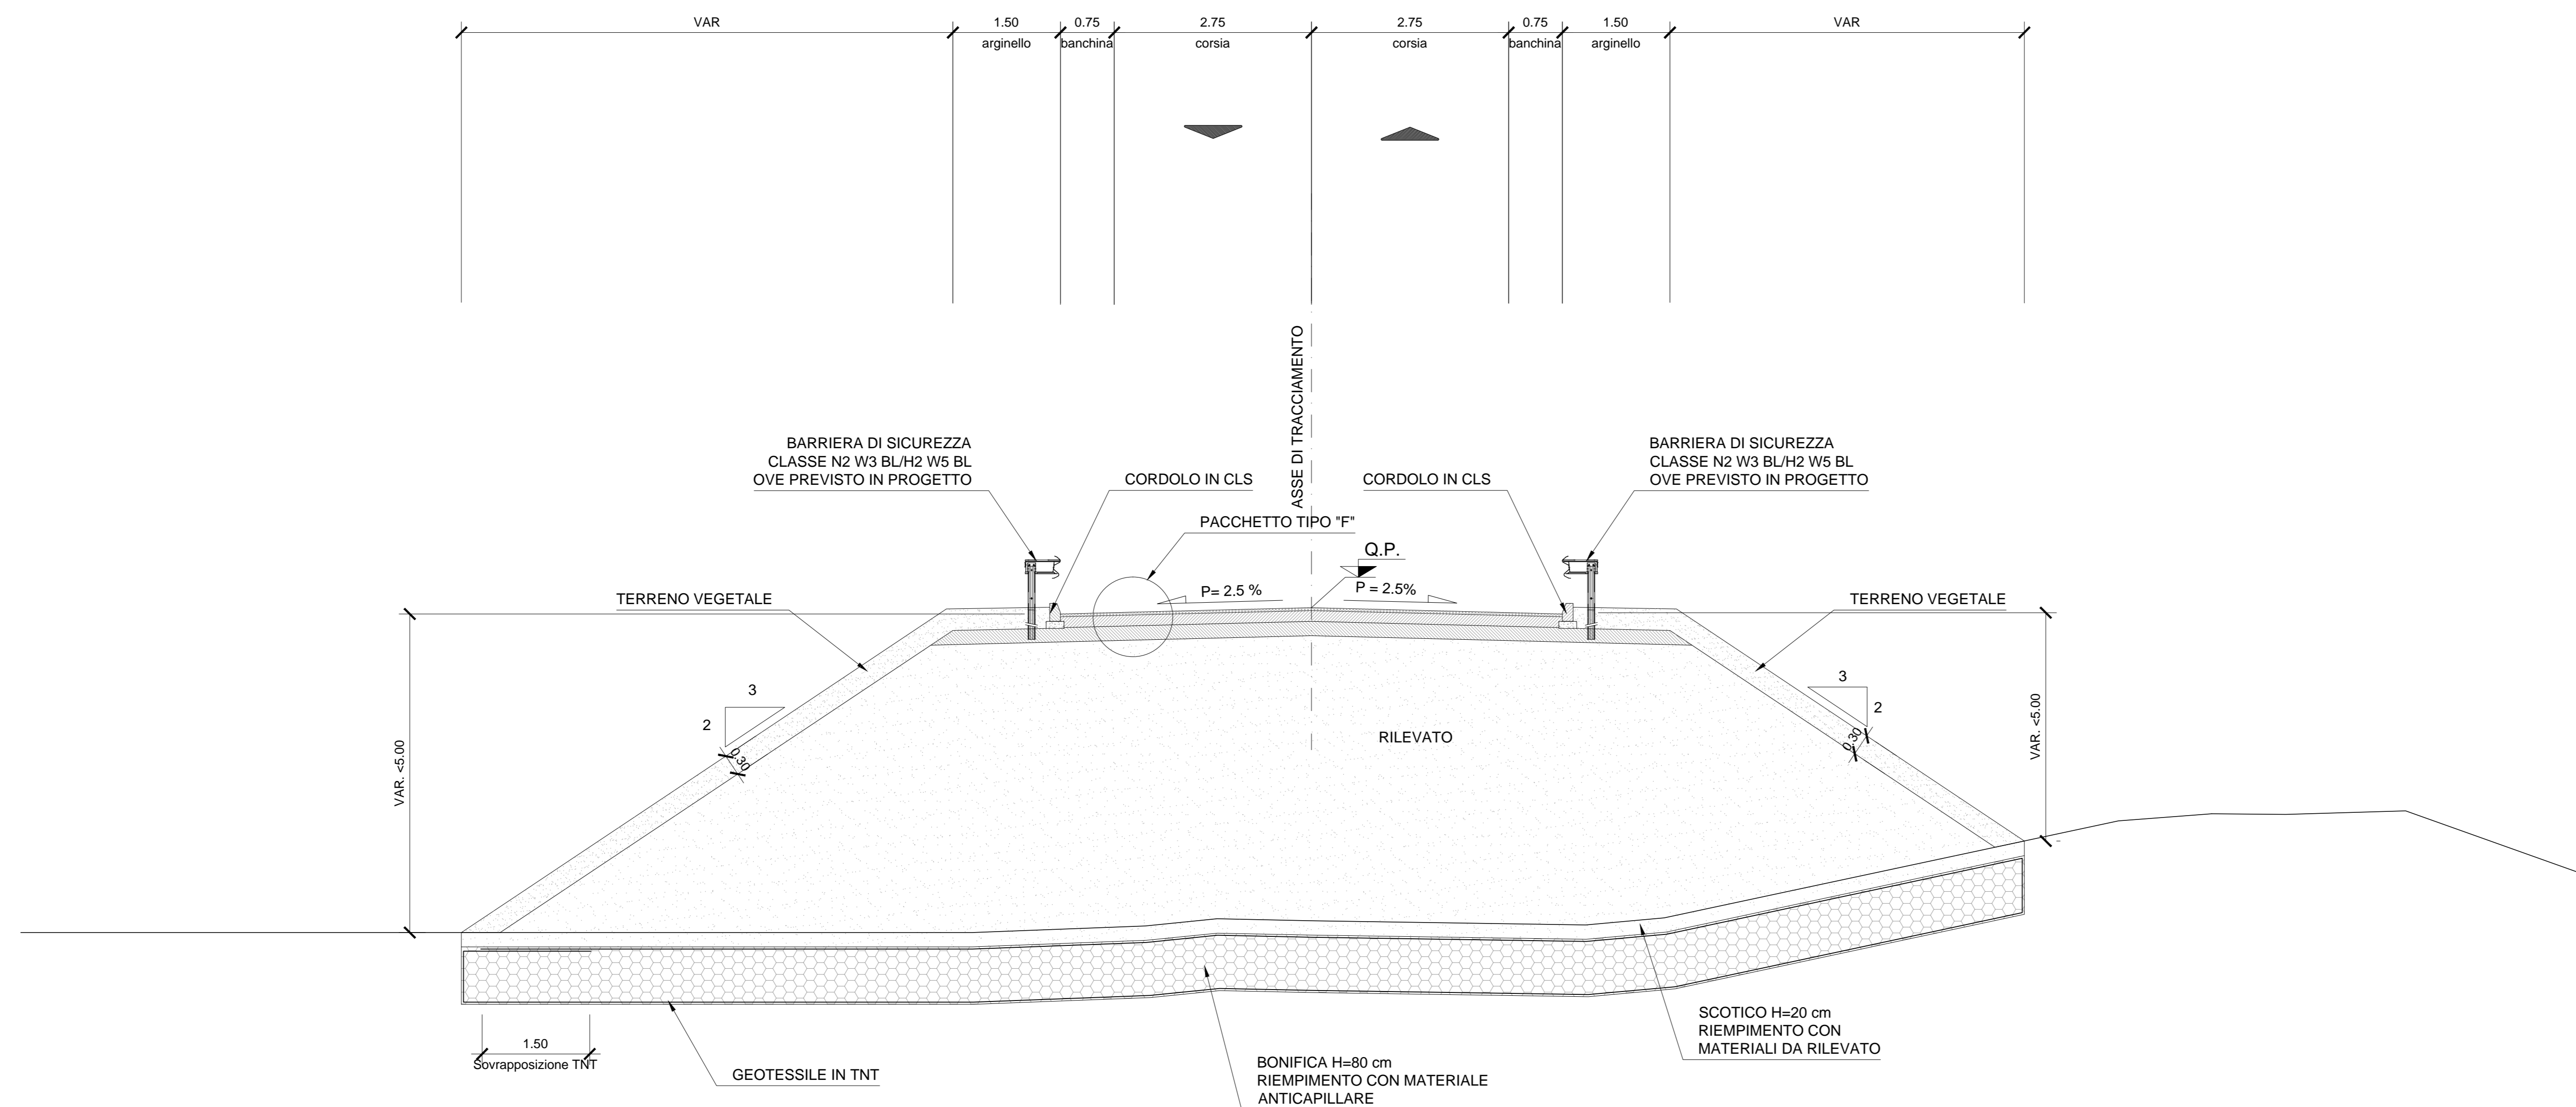 VAR
1.50
0.75
2.75
2.75
0.75
1.50
VAR
arginello
banchina
corsia
corsia
banchina
arginello
ASSE DI TRACCIAMENTO
BARRIERA DI SICUREZZA
CLASSE N2 W3 BL/H2 W5 BL
OVE PREVISTO IN PROGETTO
CORDOLO IN CLS
CORDOLO IN CLS
BARRIERA DI SICUREZZA
CLASSE N2 W3 BL/H2 W5 BL
OVE PREVISTO IN PROGETTO
PACCHETTO TIPO "F"
Q.P.
P= 2.5 %
P = 2.5%
TERRENO VEGETALE
TERRENO VEGETALE
3
2
0.30
3
2
0.30
VAR. <5.00
VAR. <5.00
RILEVATO
1.50
Sovrapposizione TNT
GEOTESSILE IN TNT
BONIFICA H=80 cm
RIEMPIMENTO CON MATERIALE
ANTICAPILLARE
SCOTICO H=20 cm
RIEMPIMENTO CON
MATERIALI DA RILEVATO